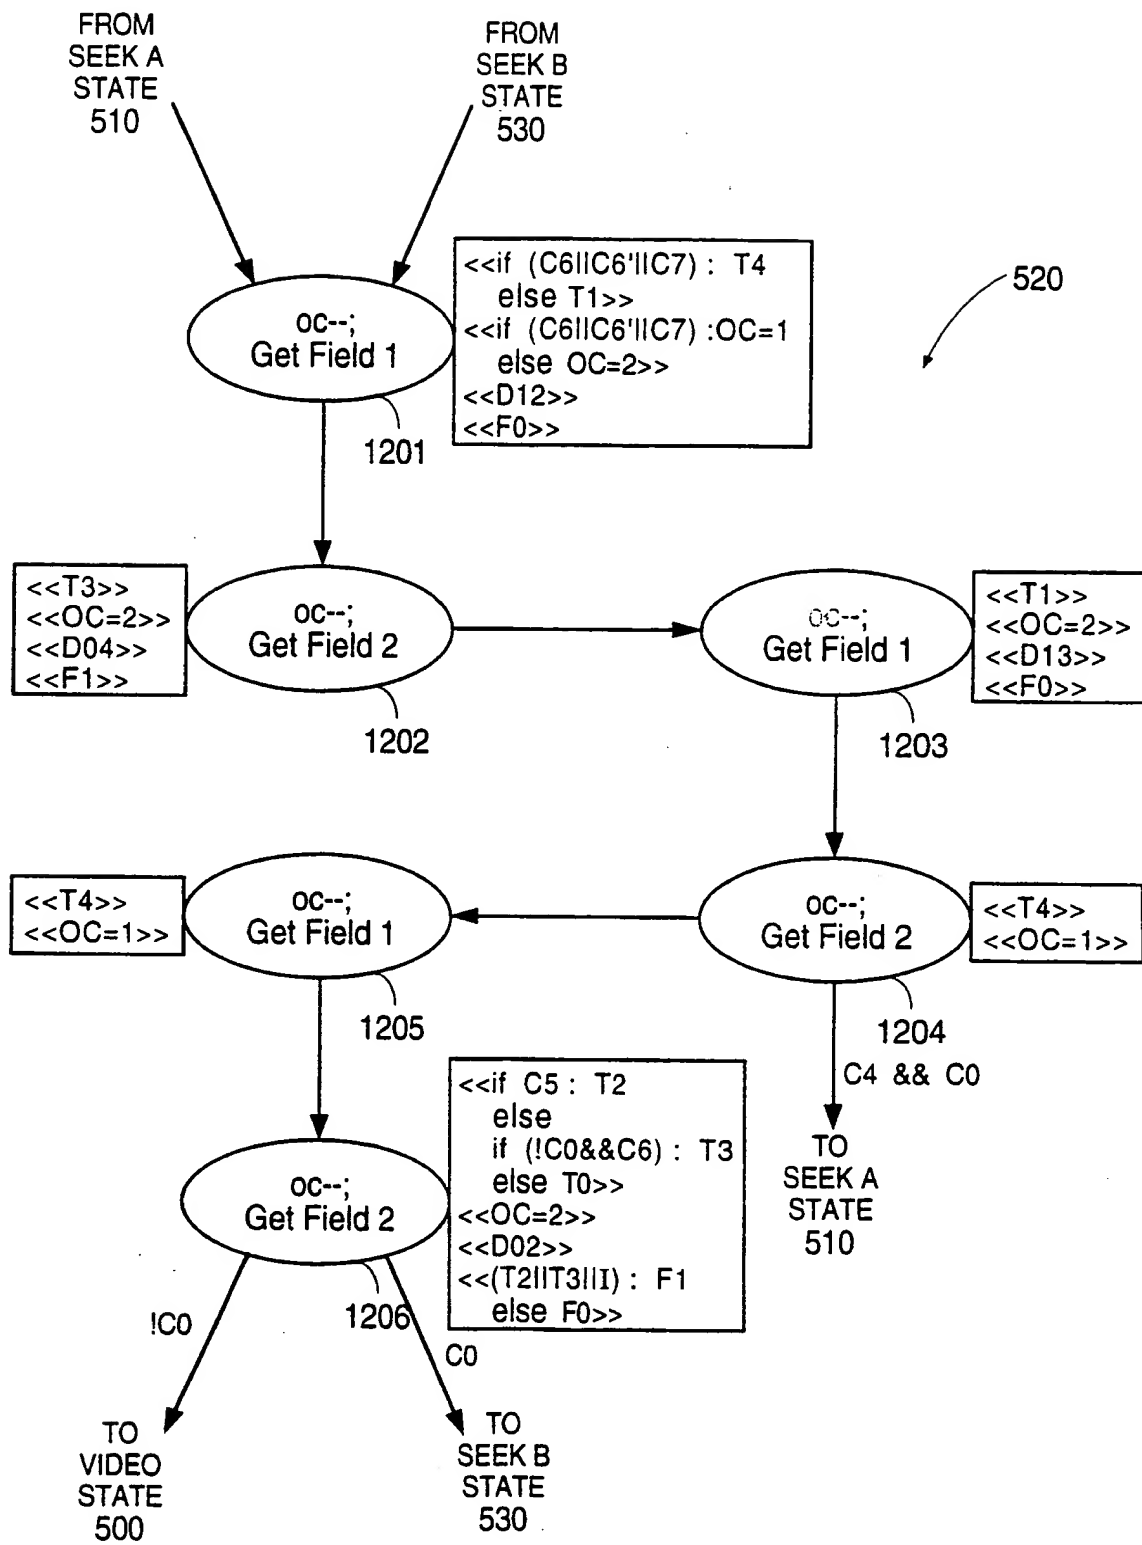 FROM
SEEK A
STATE
510
FROM
SEEK B
STATE
530
oc--;
Get Field 1
1201
<<if (C6||C6'||C7) : T4
else T1>>
<<if (C6||C6'||C7) :OC=1
else OC=2>>
<<D12>>
<<F0>>
520
<<T3>>
<<OC=2>>
<<D04>>
<<F1>>
oc--;
Get Field 2
1202
oc--;
Get Field 1
1203
<<T1>>
<<OC=2>>
<<D13>>
<<F0>>
<<T4>>
<<OC=1>>
oc--;
Get Field 1
1205
oc--;
Get Field 2
1204
<<T4>>
<<OC=1>>
C4 && C0
TO
SEEK A
STATE
510
oc--;
Get Field 2
1206
<<if C5 : T2
else
if (!C0&&C6) : T3
else T0>>
<<OC=2>>
<<D02>>
<<(T2||T3||I) : F1
else F0>>
!C0
C0
TO
VIDEO
STATE
500
TO
SEEK B
STATE
530